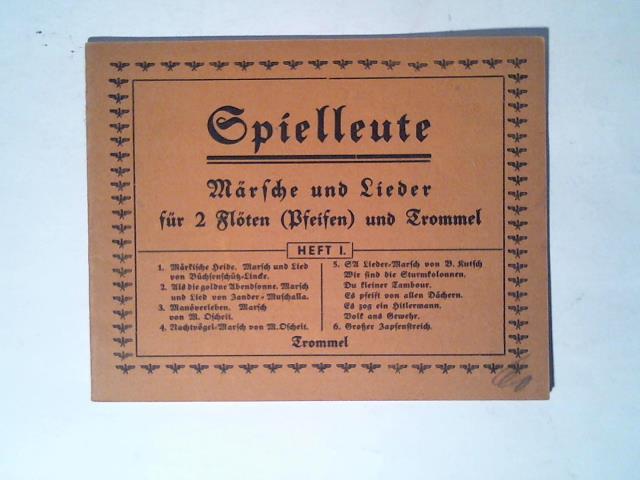 Spielleute
Märsche und Lieder
für 2 Flöten (Pfeifen) und Trommel
HEFT I.
1. Märkische Heide. Marsch und Lied
von Büchsenschütz-Lincke.
2. Als die goldne Abendsonne. Marsch
und Lied von Zander-Muschalla.
3. Manöverleben. Marsch
von M. Oscheit.
4. Nachtvögel-Marsch von M. Oscheit.
5. SA Lieder-Marsch von B. Kutsch
Wir sind die Sturmkolonnen.
Du kleiner Tambour.
Es pfeift von allen Dächern.
Es zog ein Hitlermann.
Volk ans Gewehr.
6. Großer Zapfenstreich.
Trommel